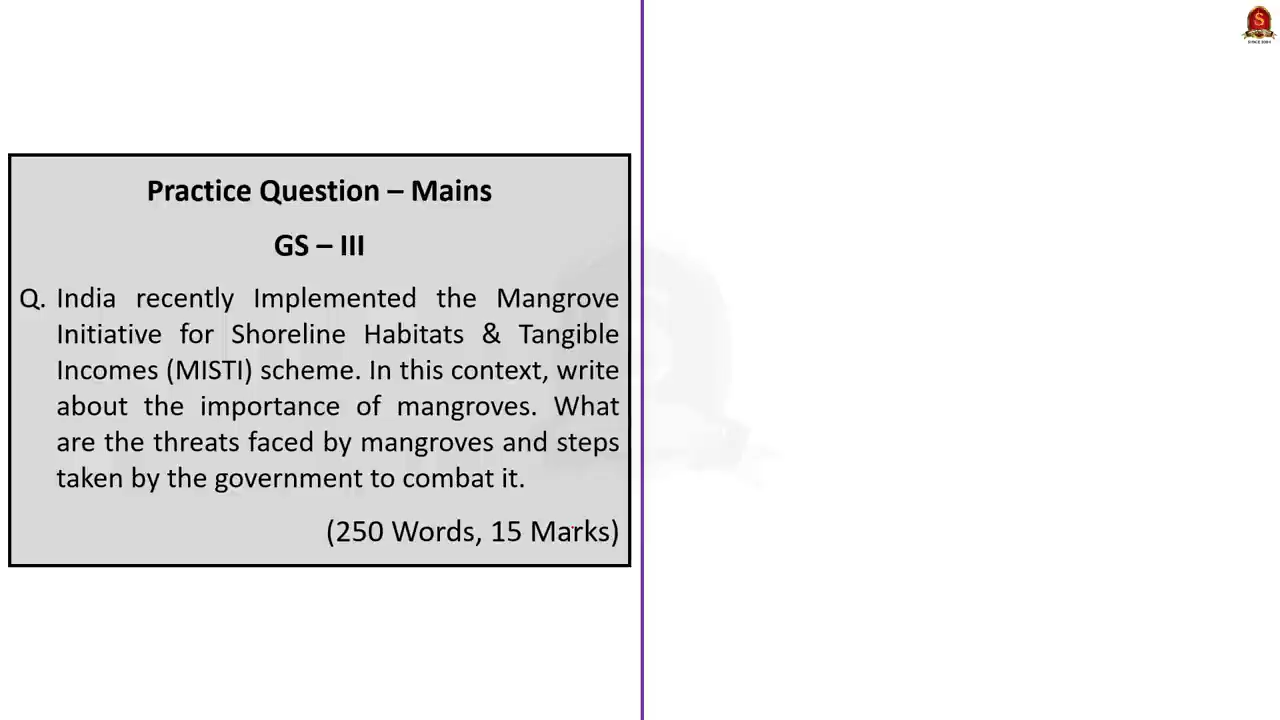 Practice Question – Mains
GS – III
Q. India recently Implemented the Mangrove
Initiative for Shoreline Habitats & Tangible
Incomes (MISTI) scheme. In this context, write
about the importance of mangroves. What
are the threats faced by mangroves and steps
taken by the government to combat it.
(250 Words, 15 Marks)
S